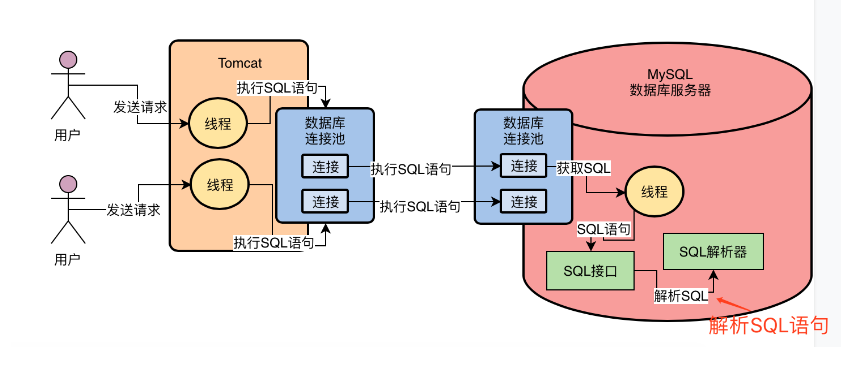 Tomcat
MySQL
数据库服务器
执行SQL语句
发送请求
线程
数据库
连接池
数据库
连接池
用户
连接
执行SQL语句
连接
获取SQL
线程
线程
连接
执行SQL语句
连接
发送请求
SQL语句
执行SQL语句
SQL解析器
用户
SQL接口
解析SQL
解析SQL语句